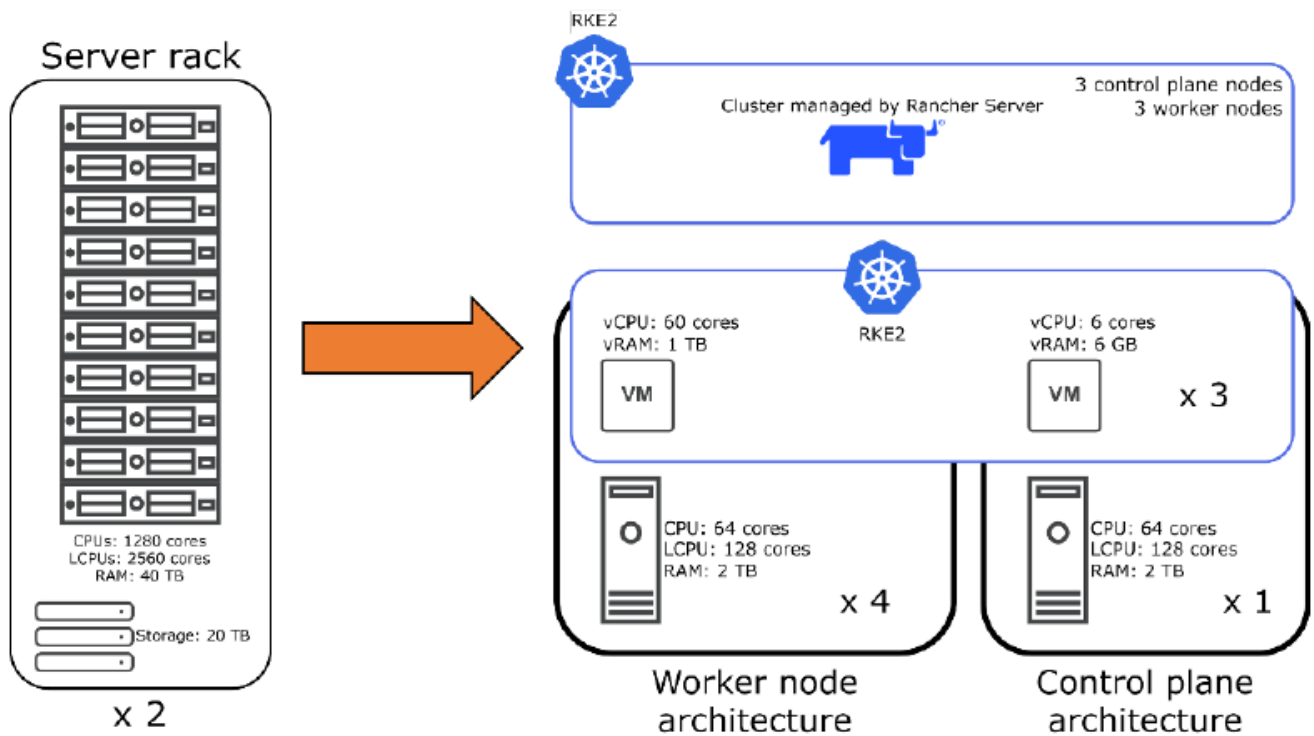 Server rack
CPUs: 1280 cores
LCPUs: 2560 cores
RAM: 40 TB
Storage: 20 TB
x 2
RKE2
3 control plane nodes
3 worker nodes
Cluster managed by Rancher Server
RKE2
vCPU: 60 cores
vRAM: 1 TB
VM
vCPU: 6 cores
vRAM: 6 GB
VM
x 3
CPU: 64 cores
LCPU: 128 cores
RAM: 2 TB
x 4
CPU: 64 cores
LCPU: 128 cores
RAM: 2 TB
x 1
Worker node
architecture
Control plane
architecture